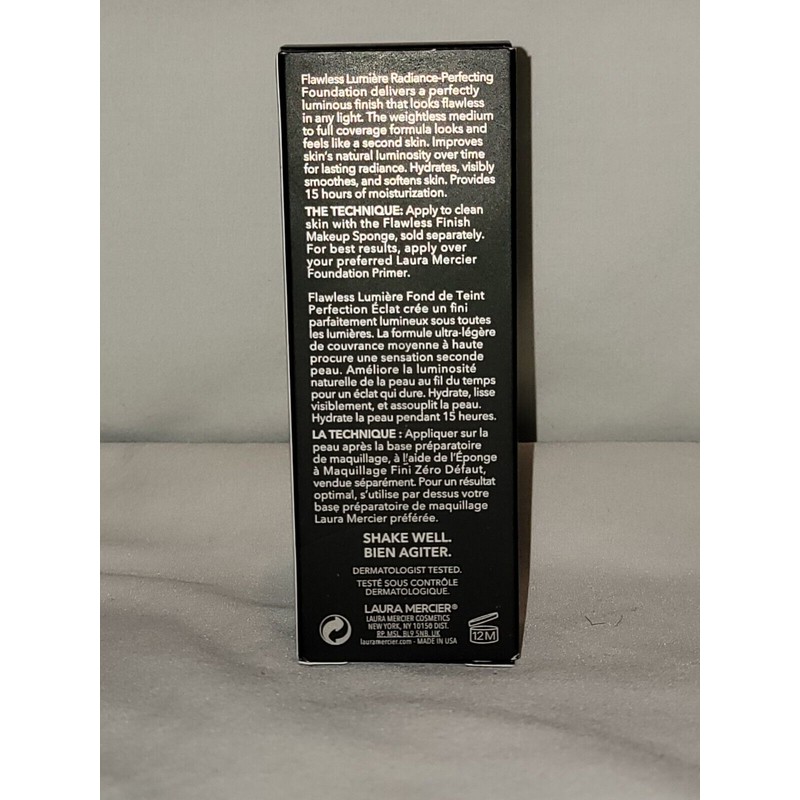 Flawless Lumière Radiance-Perfecting
Foundation delivers a perfectly
luminous finish that looks flawless
in any light. The weightless medium
to full coverage formula looks and
feels like a second skin. Improves
skin's natural luminosity over time
for lasting radiance. Hydrates, visibly
smoothes, and softens skin. Provides
15 hours of moisturization.
THE TECHNIQUE: Apply to clean
skin with the Flawless Finish
Makeup Sponge, sold separately.
For best results, apply over
your preferred Laura Mercier
Foundation Primer.
Flawless Lumière Fond de Teint
Perfection Éclat crée un fini
parfaitement lumineux sous toutes
les lumières. La formule ultra-légère
de couvrance moyenne à haute
procure une sensation seconde
peau. Améliore la luminosité
naturelle de la peau au fil du temps
pour un éclat qui dure. Hydrate, lisse
visiblement, et assouplit la peau.
Hydrate la peau pendant 15 heures.
LA TECHNIQUE : Appliquer sur la
peau après la base préparatoire
de maquillage, à l'aide de l'Éponge
à Maquillage Fini Zéro Défaut,
vendue séparément. Pour un résultat
optimal, s'utilise par dessus votre
base préparatoire de maquillage
Laura Mercier préférée.
SHAKE WELL.
BIEN AGITER.
DERMATOLOGIST TESTED.
TESTÉ SOUS CONTRÔLE
DERMATOLOGIQUE.
LAURA MERCIER®
LAURA MERCIER COSMETICS
NEW YORK, NY 10150 DIST.
RP. MSL. BL9 5NB. UK
lauramercier.com - MADE IN USA
12M